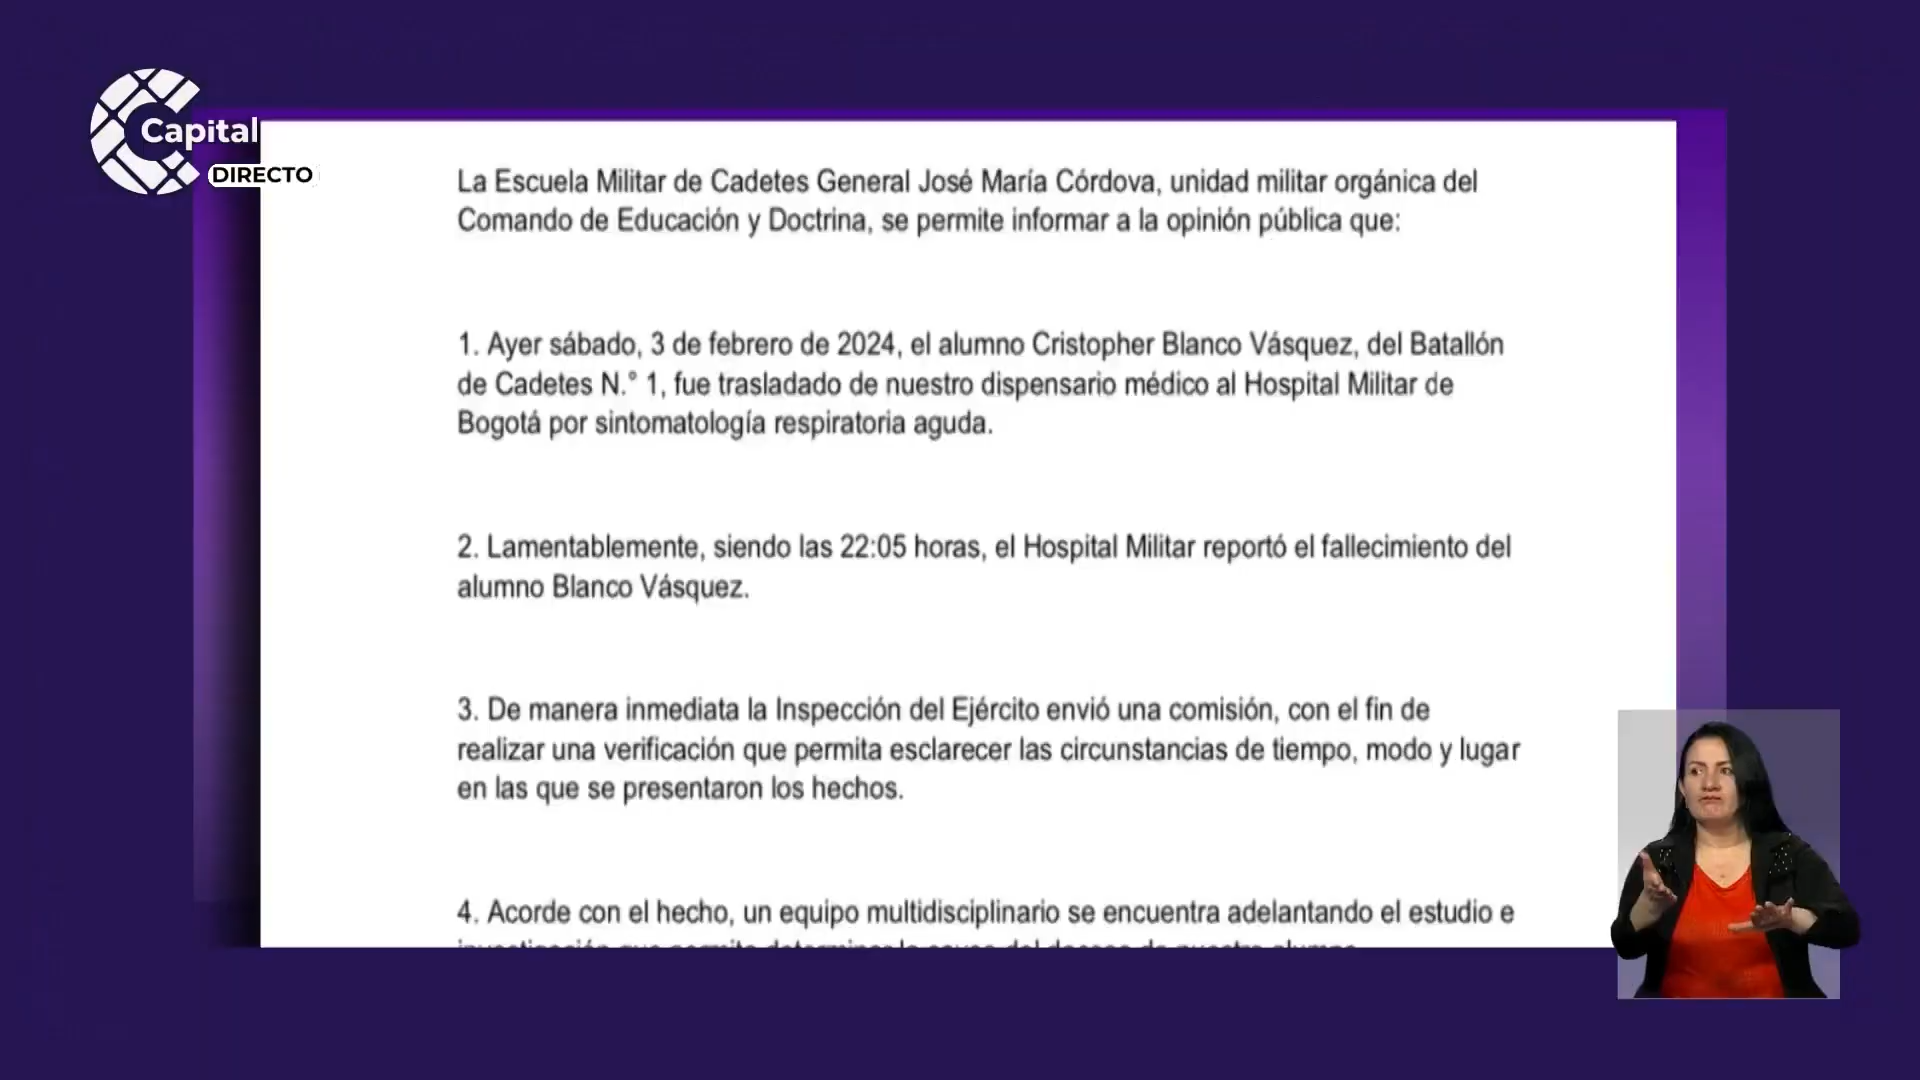 Capital
DIRECTO
La Escuela Militar de Cadetes General José María Córdova, unidad militar orgánica del
Comando de Educación y Doctrina, se permite informar a la opinión pública que:
1. Ayer sábado, 3 de febrero de 2024, el alumno Cristopher Blanco Vásquez, del Batallón
de Cadetes N.° 1, fue trasladado de nuestro dispensario médico al Hospital Militar de
Bogotá por sintomatología respiratoria aguda.
2. Lamentablemente, siendo las 22:05 horas, el Hospital Militar reportó el fallecimiento del
alumno Blanco Vásquez.
3. De manera inmediata la Inspección del Ejército envió una comisión, con el fin de
realizar una verificación que permita esclarecer las circunstancias de tiempo, modo y lugar
en las que se presentaron los hechos.
4. Acorde con el hecho, un equipo multidisciplinario se encuentra adelantando el estudio e